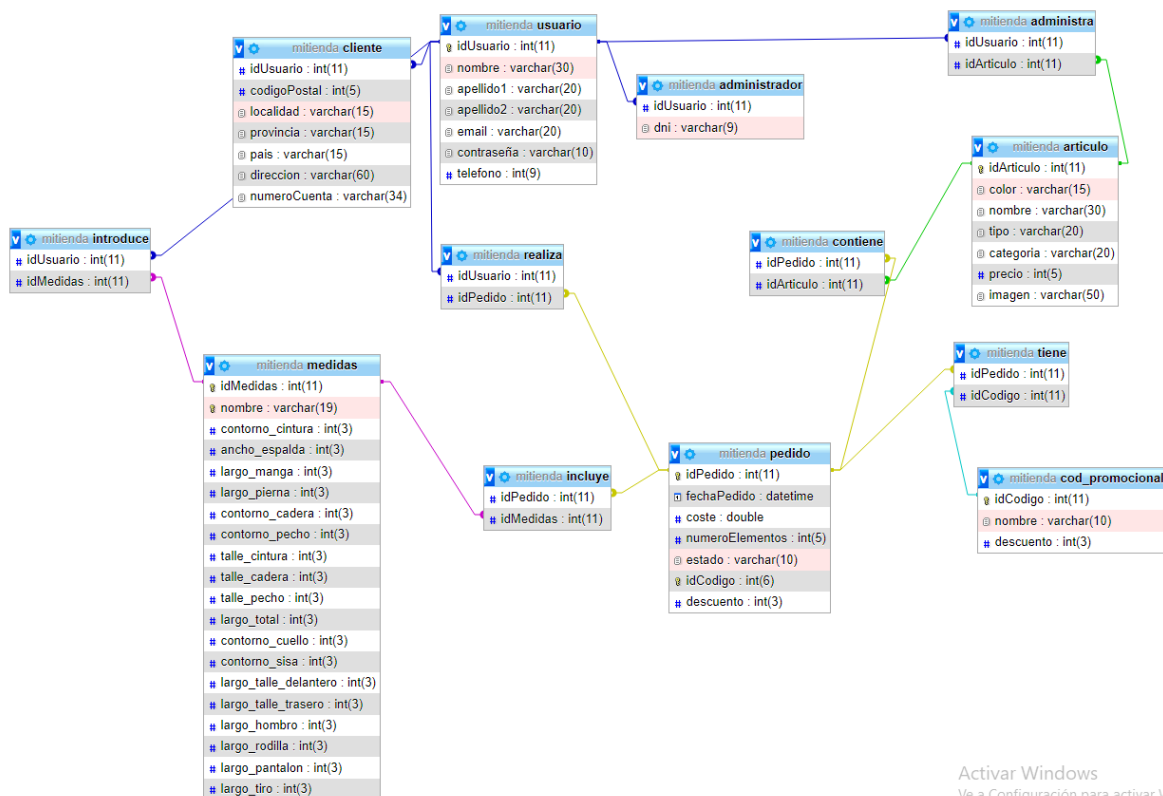 mitienda cliente
idUsuario : int(11)
codigoPostal : int(5)
localidad : varchar(15)
provincia : varchar(15)
pais : varchar(15)
direccion : varchar(60)
numeroCuenta : varchar(34)
mitienda usuario
idUsuario : int(11)
nombre : varchar(30)
apellido1 : varchar(20)
apellido2 : varchar(20)
email : varchar(20)
contraseña : varchar(10)
telefono : int(9)
mitienda administrador
idUsuario : int(11)
dni : varchar(9)
mitienda administra
idUsuario : int(11)
idArticulo : int(11)
mitienda articulo
idArticulo : int(11)
color : varchar(15)
nombre : varchar(30)
tipo : varchar(20)
categoria : varchar(20)
precio : int(5)
imagen : varchar(50)
mitienda introduce
idUsuario : int(11)
idMedidas : int(11)
mitienda realiza
idUsuario : int(11)
idPedido : int(11)
mitienda contiene
idPedido : int(11)
idArticulo : int(11)
mitienda tiene
idPedido : int(11)
idCodigo : int(11)
mitienda medidas
idMedidas : int(11)
nombre : varchar(19)
contorno_cintura : int(3)
ancho_espalda : int(3)
largo_manga : int(3)
largo_pierna : int(3)
contorno_cadera : int(3)
contorno_pecho : int(3)
talle_cintura : int(3)
talle_cadera : int(3)
talle_pecho : int(3)
largo_total : int(3)
contorno_cuello : int(3)
contorno_sisa : int(3)
largo_talle_delantero : int(3)
largo_talle_trasero : int(3)
largo_hombro : int(3)
largo_rodilla : int(3)
largo_pantalon : int(3)
largo_tiro : int(3)
mitienda incluye
idPedido : int(11)
idMedidas : int(11)
mitienda pedido
idPedido : int(11)
fechaPedido : datetime
coste : double
numeroElementos : int(5)
estado : varchar(10)
idCodigo : int(6)
descuento : int(3)
mitienda cod_promocional
idCodigo : int(11)
nombre : varchar(10)
descuento : int(3)
Activar Windows
Ve a Configuración para activar